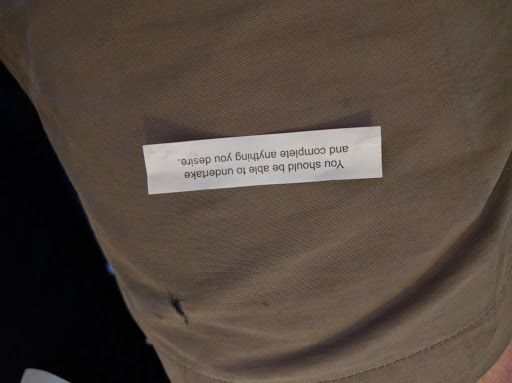 You should be able to undertake
and complete anything you desire.